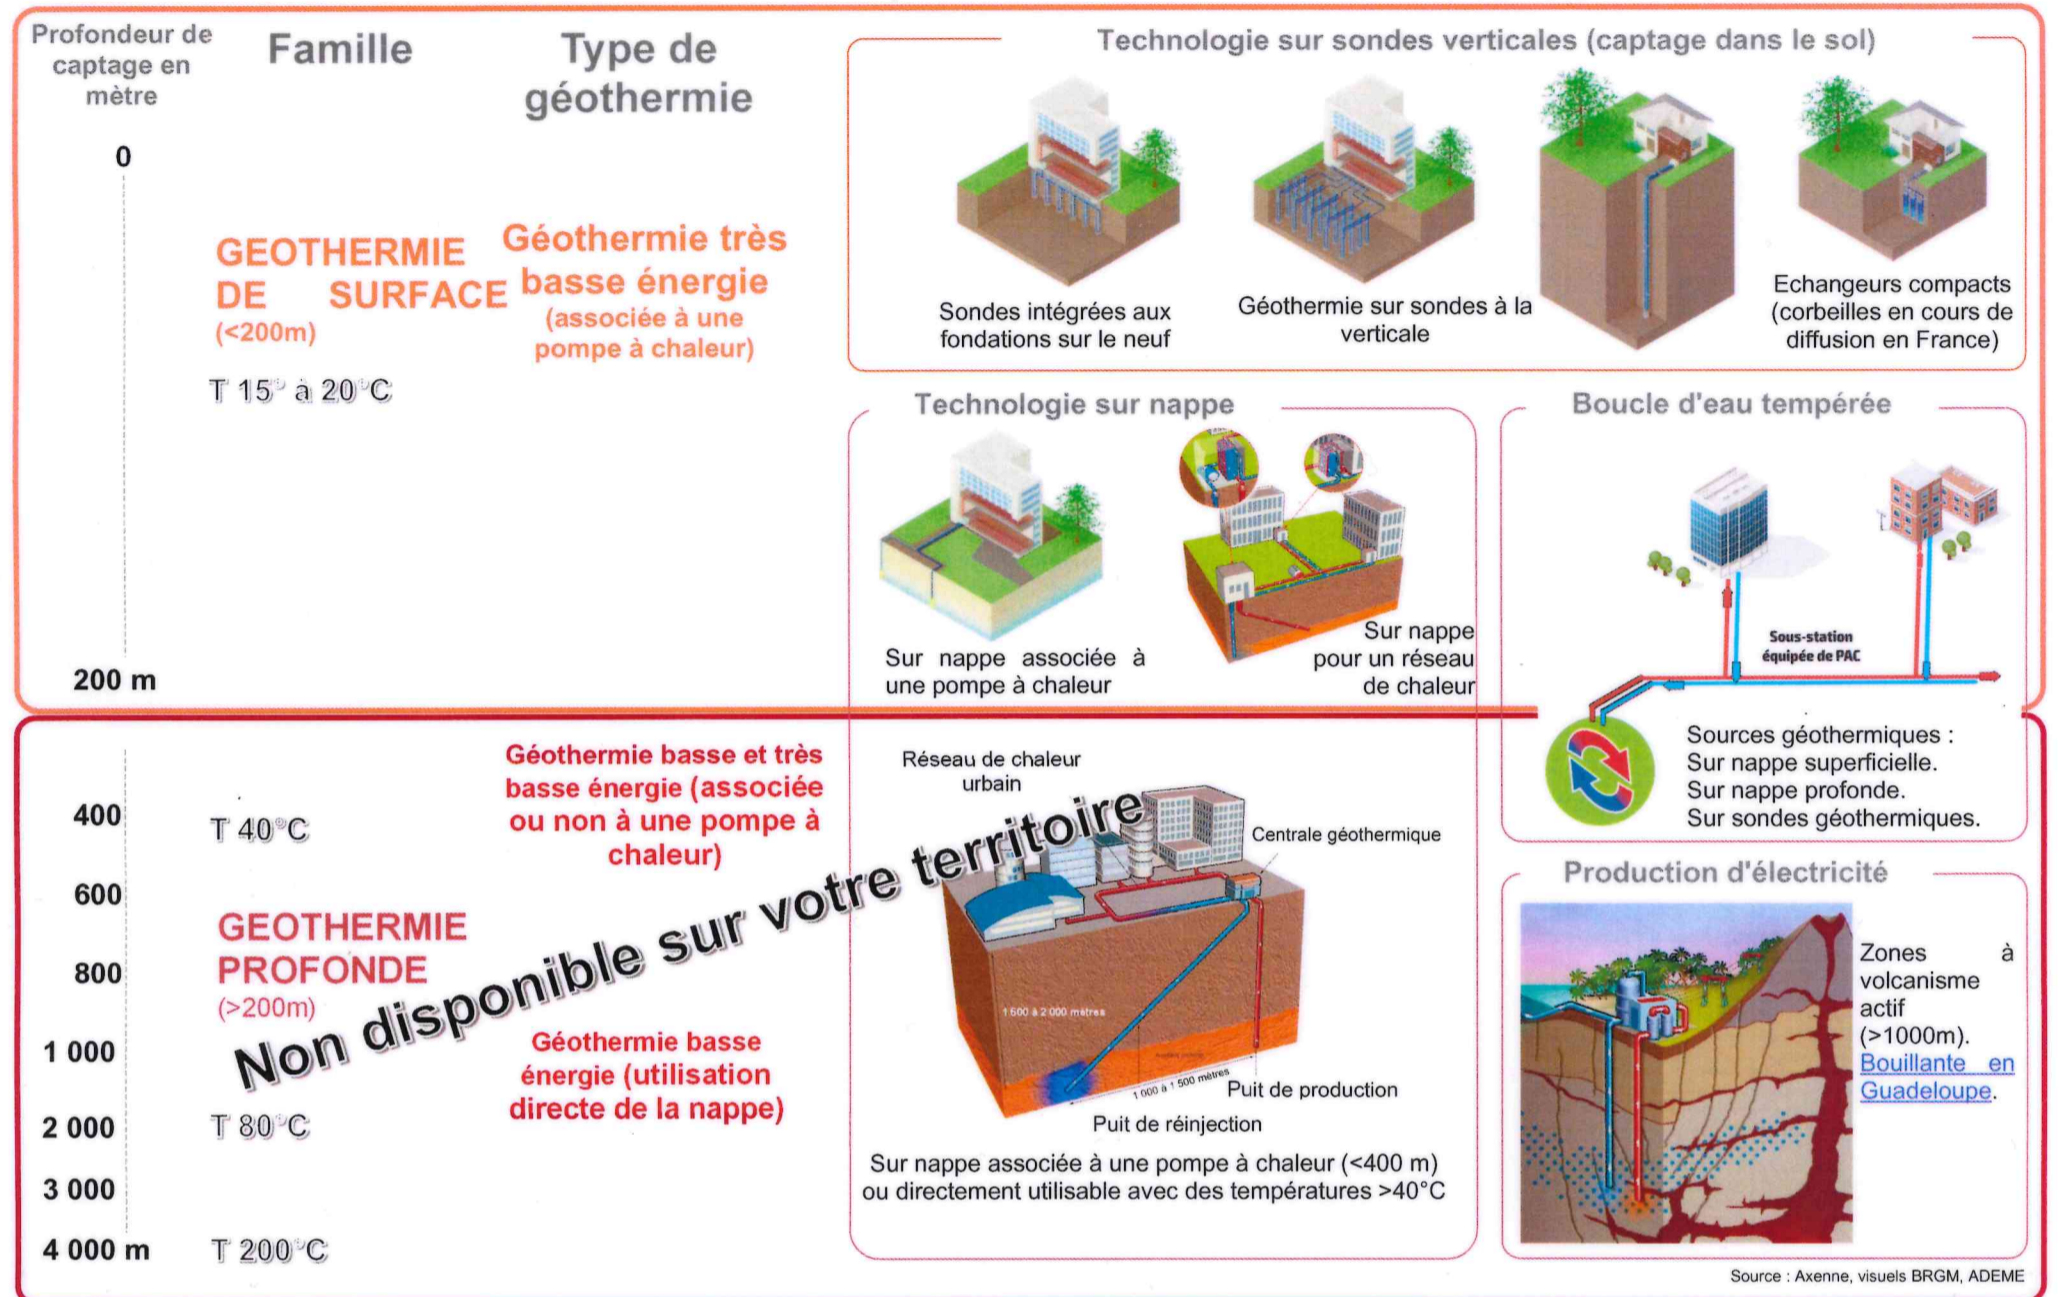 Profondeur de
captage en
mètre
Famille
Type de
géothermie
0
GEOTHERMIE
DE SURFACE
(<200m)
T 15° à 20°C
Géothermie très
basse énergie
(associée à une
pompe à chaleur)
200 m
Technologie sur sondes verticales (captage dans le sol)
Sondes intégrées aux
fondations sur le neuf
Géothermie sur sondes à la
verticale
Echangeurs compacts
(corbeilles en cours de
diffusion en France)
Technologie sur nappe
Sur nappe associée à
une pompe à chaleur
Sur nappe
pour un réseau
de chaleur
Boucle d'eau tempérée
Sous-station
équipée de PAC
Sources géothermiques :
Sur nappe superficielle.
Sur nappe profonde.
Sur sondes géothermiques.
400
600
800
1 000
2 000
3 000
4 000 m
T 40°C
GEOTHERMIE
PROFONDE
(>200m)
T 80°C
T 200°C
Géothermie basse et très
basse énergie (associée
ou non à une pompe à
chaleur)
Géothermie basse
énergie (utilisation
directe de la nappe)
Non disponible sur votre territoire
Réseau de chaleur
urbain
Centrale géothermique
1 500 à 2 000 mètres
1 000 à 1 500 mètres
Puit de production
Puit de réinjection
Sur nappe associée à une pompe à chaleur (<400 m)
ou directement utilisable avec des températures >40°C
Production d'électricité
Zones à
volcanisme
actif
(>1000m).
Bouillante en
Guadeloupe.
Source : Axenne, visuels BRGM, ADEME